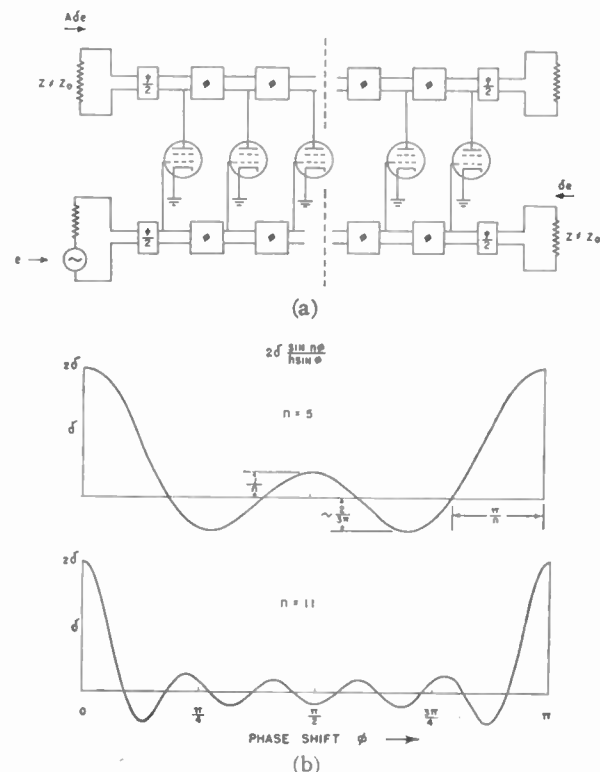 Aδe
Z ≠ Z₀
φ/2 φ φ φ φ φ/2
e →
φ/2 φ φ φ φ φ/2
δe
Z ≠ Z₀
(a)
2δ SIN nφ / n SIN φ
2δ
δ
n = 5
1/n
~ 2/3π
π/n
2δ
δ
n = 11
0 π/4 π/2 3π/4 π
PHASE SHIFT φ →
(b)